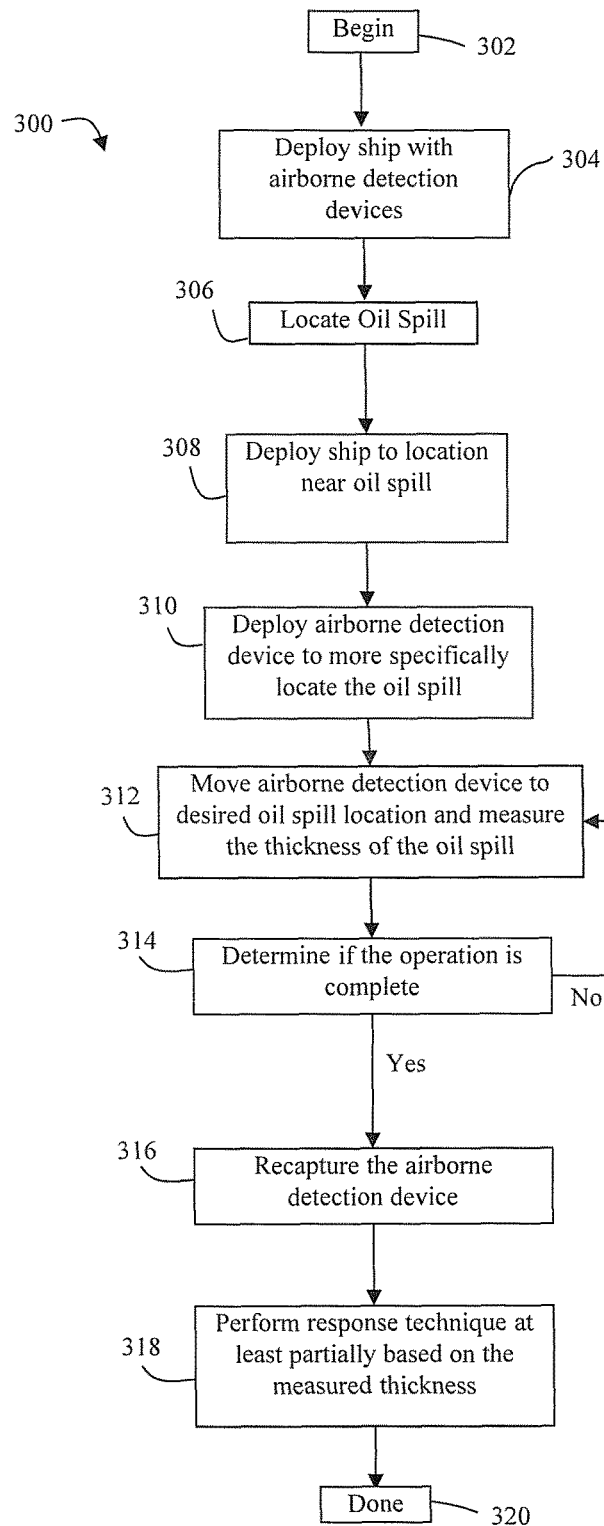 Begin
302
300
Deploy ship with
airborne detection
devices
304
306
Locate Oil Spill
308
Deploy ship to location
near oil spill
310
Deploy airborne detection
device to more specifically
locate the oil spill
312
Move airborne detection device to
desired oil spill location and measure
the thickness of the oil spill
314
Determine if the operation is
complete
No
Yes
316
Recapture the airborne
detection device
318
Perform response technique at
least partially based on the
measured thickness
Done
320